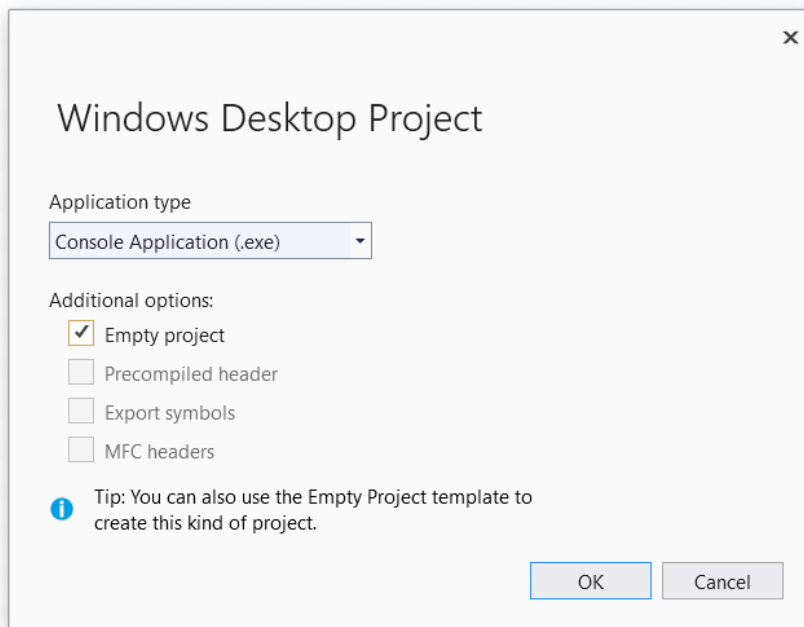 Windows Desktop Project
Application type
Console Application (.exe)
Additional options:
Empty project
Precompiled header
Export symbols
MFC headers
Tip: You can also use the Empty Project template to
create this kind of project.
OK
Cancel